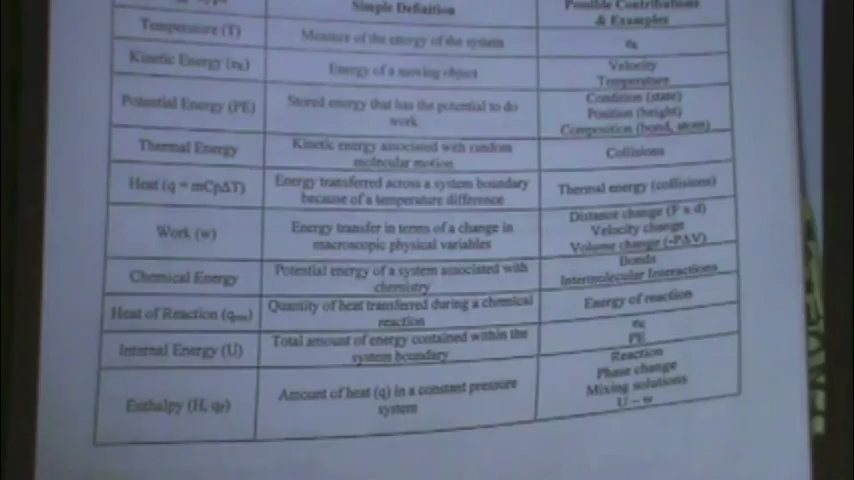 Type
Simple Definition
Possible Contributions
& Examples
Temperature (T)
Measure of the energy of the system
eₖ
Kinetic Energy (eₖ)
Energy of a moving object
Velocity
Temperature
Potential Energy (PE)
Stored energy that has the potential to do
work
Condition (state)
Position (height)
Composition (bond, atom)
Thermal Energy
Kinetic energy associated with random
molecular motion
Collisions
Heat (q = mCpΔT)
Energy transferred across a system boundary
because of a temperature difference
Thermal energy (collisions)
Work (w)
Energy transfer in terms of a change in
macroscopic physical variables
Distance change (F x d)
Velocity change
Volume change (-PΔV)
Chemical Energy
Potential energy of a system associated with
chemistry
Bonds
Intermolecular Interactions
Heat of Reaction (qᵣₓₙ)
Quantity of heat transferred during a chemical
reaction
Energy of reaction
Internal Energy (U)
Total amount of energy contained within the
system boundary
eₖ
PE
Enthalpy (H, qₚ)
Amount of heat (q) in a constant pressure
system
Reaction
Phase change
Mixing solutions
U – w